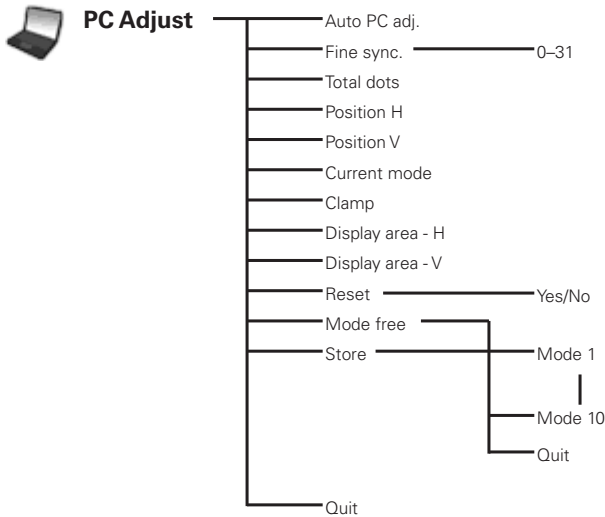 PC Adjust
Auto PC adj.
Fine sync. 0–31
Total dots
Position H
Position V
Current mode
Clamp
Display area - H
Display area - V
Reset Yes/No
Mode free
Store Mode 1
Mode 10
Quit
Quit